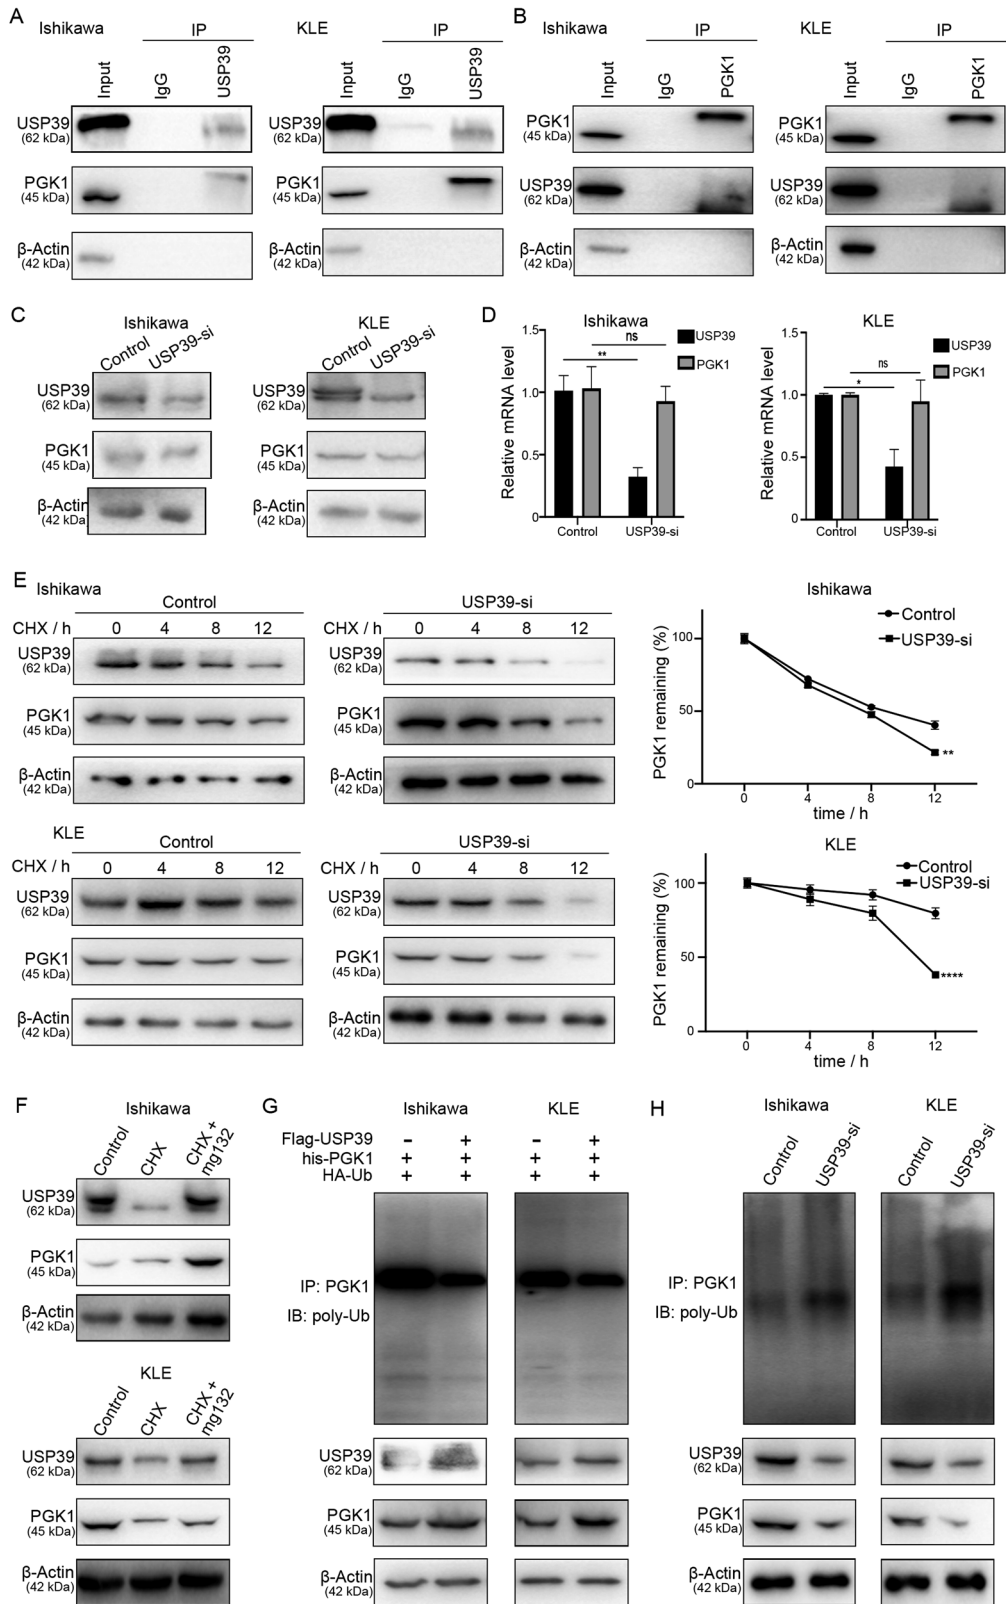 A
Ishikawa
IP
Input
IgG
USP39
USP39
(62 kDa)
PGK1
(45 kDa)
β-Actin
(42 kDa)
KLE
IP
Input
IgG
USP39
USP39
(62 kDa)
PGK1
(45 kDa)
β-Actin
(42 kDa)
B
Ishikawa
IP
Input
IgG
PGK1
PGK1
(45 kDa)
USP39
(62 kDa)
β-Actin
(42 kDa)
KLE
IP
Input
IgG
PGK1
PGK1
(45 kDa)
USP39
(62 kDa)
β-Actin
(42 kDa)
C
Ishikawa
Control
USP39-si
USP39
(62 kDa)
PGK1
(45 kDa)
β-Actin
(42 kDa)
KLE
Control
USP39-si
USP39
(62 kDa)
PGK1
(45 kDa)
β-Actin
(42 kDa)
D
Ishikawa
Relative mRNA level
1.5
1.0
0.5
0
ns
**
USP39
PGK1
Control
USP39-si
KLE
Relative mRNA level
1.5
1.0
0.5
0
ns
*
USP39
PGK1
Control
USP39-si
E
Ishikawa
Control
CHX / h 0 4 8 12
USP39
(62 kDa)
PGK1
(45 kDa)
β-Actin
(42 kDa)
USP39-si
CHX / h 0 4 8 12
USP39
(62 kDa)
PGK1
(45 kDa)
β-Actin
(42 kDa)
Ishikawa
PGK1 remaining (%)
100
50
0
Control
USP39-si
**
0 4 8 12
time / h
KLE
Control
CHX / h 0 4 8 12
USP39
(62 kDa)
PGK1
(45 kDa)
β-Actin
(42 kDa)
USP39-si
CHX / h 0 4 8 12
USP39
(62 kDa)
PGK1
(45 kDa)
β-Actin
(42 kDa)
KLE
PGK1 remaining (%)
100
50
0
Control
USP39-si
****
0 4 8 12
time / h
F
Ishikawa
Control
CHX
CHX +
mg132
USP39
(62 kDa)
PGK1
(45 kDa)
β-Actin
(42 kDa)
KLE
Control
CHX
CHX +
mg132
USP39
(62 kDa)
PGK1
(45 kDa)
β-Actin
(42 kDa)
G
Ishikawa KLE
Flag-USP39 - + - +
his-PGK1 + + + +
HA-Ub + + + +
IP: PGK1
IB: poly-Ub
USP39
(62 kDa)
PGK1
(45 kDa)
β-Actin
(42 kDa)
H
Ishikawa KLE
Control
USP39-si
Control
USP39-si
IP: PGK1
IB: poly-Ub
USP39
(62 kDa)
PGK1
(45 kDa)
β-Actin
(42 kDa)